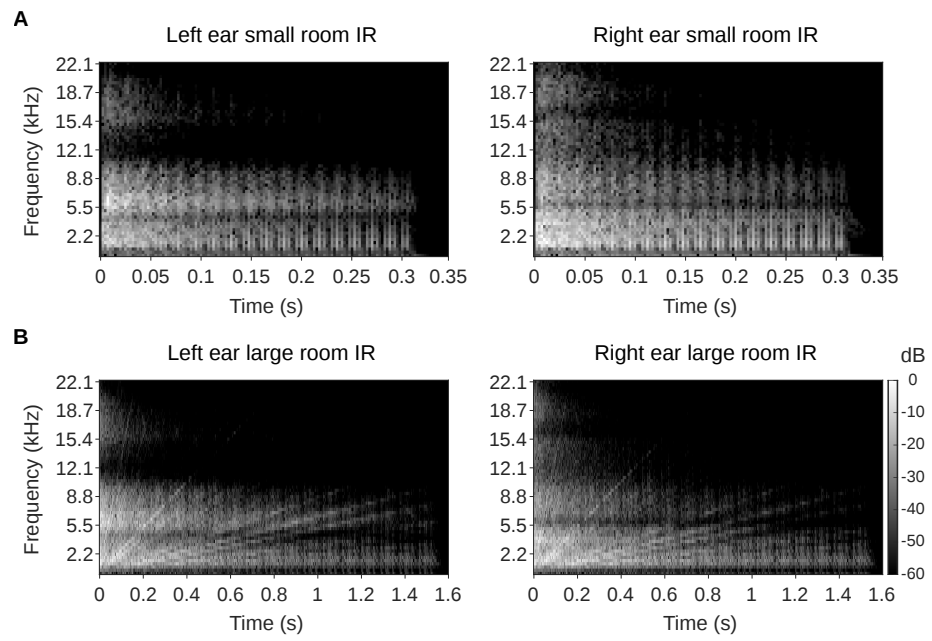 A
Left ear small room IR
Right ear small room IR
Frequency (kHz)
22.1
18.7
15.4
12.1
8.8
5.5
2.2
0 0.05 0.1 0.15 0.2 0.25 0.3 0.35
Time (s)
22.1
18.7
15.4
12.1
8.8
5.5
2.2
0 0.05 0.1 0.15 0.2 0.25 0.3 0.35
Time (s)
B
Left ear large room IR
Right ear large room IR
dB
Frequency (kHz)
22.1
18.7
15.4
12.1
8.8
5.5
2.2
0 0.2 0.4 0.6 0.8 1 1.2 1.4 1.6
Time (s)
22.1
18.7
15.4
12.1
8.8
5.5
2.2
0 0.2 0.4 0.6 0.8 1 1.2 1.4 1.6
Time (s)
0
-10
-20
-30
-40
-50
-60